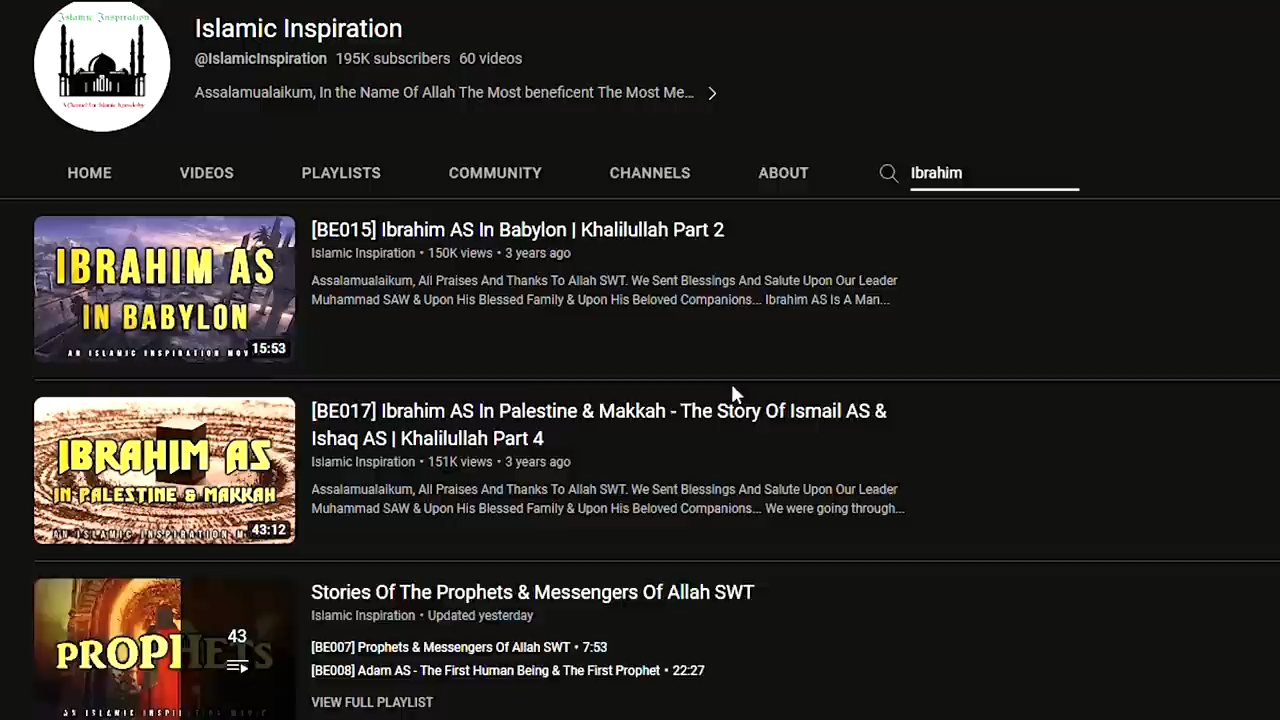 Islamic Inspiration
Islamic Inspiration
@IslamicInspiration 195K subscribers 60 videos
Assalamualaikum, In the Name Of Allah The Most beneficent The Most Me...
HOME VIDEOS PLAYLISTS COMMUNITY CHANNELS ABOUT Ibrahim
IBRAHIM AS
IN BABYLON
AN ISLAMIC INSPIRATION MOV
15:53
[BE015] Ibrahim AS In Babylon | Khalilullah Part 2
Islamic Inspiration • 150K views • 3 years ago
Assalamualaikum, All Praises And Thanks To Allah SWT. We Sent Blessings And Salute Upon Our Leader
Muhammad SAW & Upon His Blessed Family & Upon His Beloved Companions... Ibrahim AS Is A Man...
IBRAHIM AS
IN PALESTINE & MAKKAH
AN ISLAMIC INSPIRATION M
43:12
[BE017] Ibrahim AS In Palestine & Makkah - The Story Of Ismail AS &
Ishaq AS | Khalilullah Part 4
Islamic Inspiration • 151K views • 3 years ago
Assalamualaikum, All Praises And Thanks To Allah SWT. We Sent Blessings And Salute Upon Our Leader
Muhammad SAW & Upon His Blessed Family & Upon His Beloved Companions... We were going through...
PROPHETS
43
AN ISLAMIC INSPIRATION MOVIE
Stories Of The Prophets & Messengers Of Allah SWT
Islamic Inspiration • Updated yesterday
[BE007] Prophets & Messengers Of Allah SWT • 7:53
[BE008] Adam AS - The First Human Being & The First Prophet • 22:27
VIEW FULL PLAYLIST